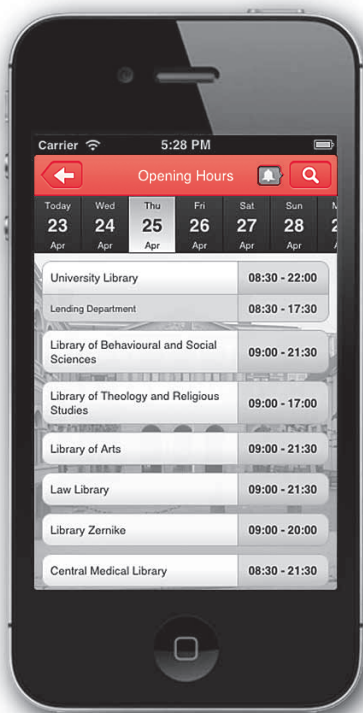 Carrier 5:28 PM
Opening Hours
Today Wed Thu Fri Sat Sun
23 24 25 26 27 28
Apr Apr Apr Apr Apr Apr
University Library 08:30 - 22:00
Lending Department 08:30 - 17:30
Library of Behavioural and Social
Sciences 09:00 - 21:30
Library of Theology and Religious
Studies 09:00 - 17:00
Library of Arts 09:00 - 21:30
Law Library 09:00 - 21:30
Library Zernike 09:00 - 20:00
Central Medical Library 08:30 - 21:30